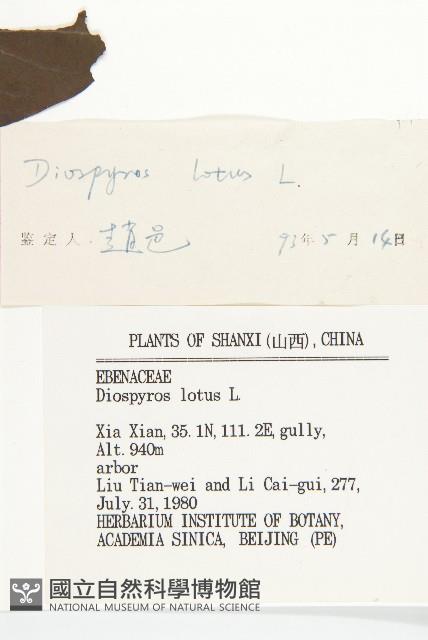 Diospyros lotus L.
鉴定人. 93年5月14日
PLANTS OF SHANXI (山西), CHINA
EBENACEAE
Diospyros lotus L.
Xia Xian, 35.1N, 111.2E, gully,
Alt. 940m
arbor
Liu Tian-wei and Li Cai-gui, 277,
July. 31, 1980
HERBARIUM INSTITUTE OF BOTANY,
ACADEMIA SINICA, BEIJING (PE)
國立自然科學博物館
NATIONAL MUSEUM OF NATURAL SCIENCE